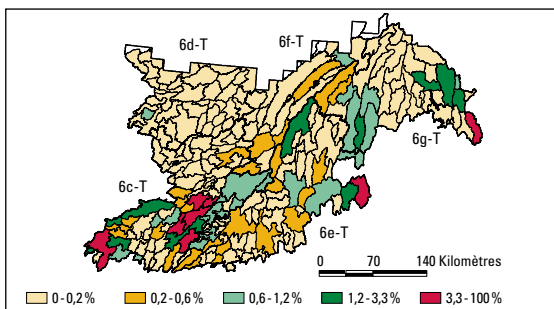 6d-T
6f-T
6g-T
6c-T
6e-T
0 70 140 Kilomètres
0 - 0,2 % 0,2 - 0,6 % 0,6 - 1,2 % 1,2 - 3,3 % 3,3 - 100 %